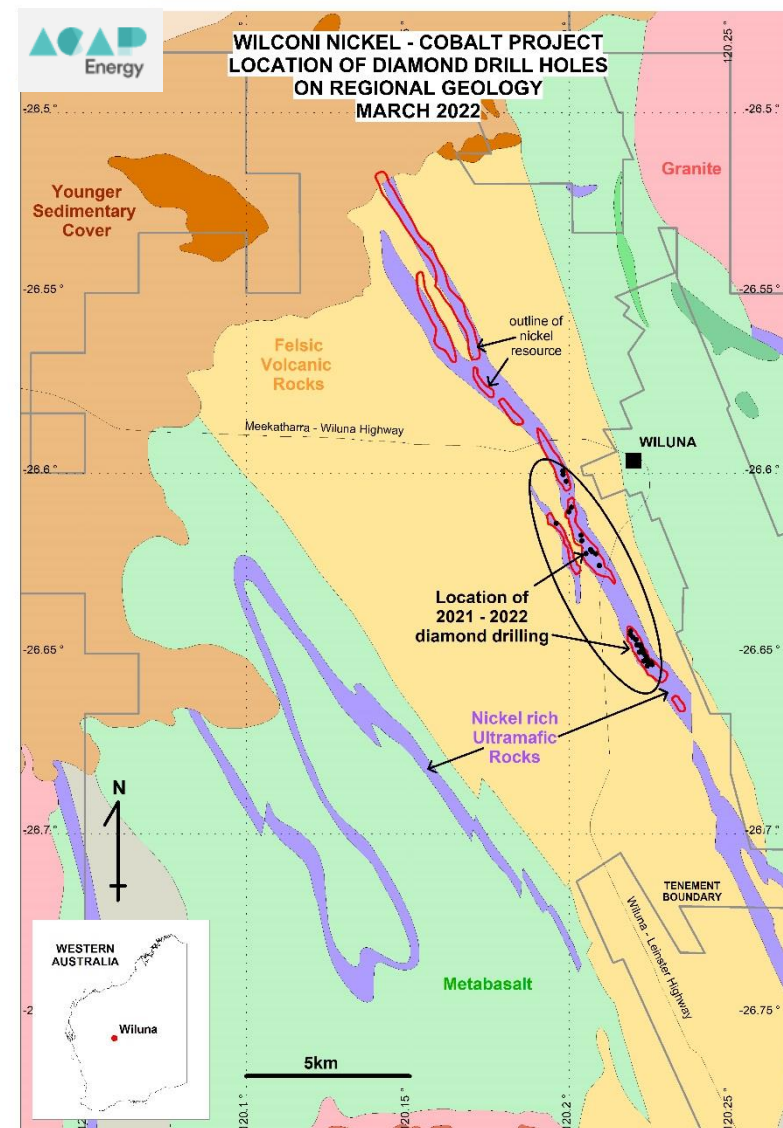 ACAP
Energy
WILCONI NICKEL - COBALT PROJECT
LOCATION OF DIAMOND DRILL HOLES
ON REGIONAL GEOLOGY
MARCH 2022
120.25
-26.5°
-26.5°
Younger
Sedimentary
Cover
Granite
-26.55°
-26.55°
outline of
nickel
resource
Felsic
Volcanic
Rocks
Meekatharra - Wiluna Highway
WILUNA
-26.6°
-26.6°
Location of
2021 - 2022
diamond drilling
-26.65°
-26.65°
Nickel rich
Ultramafic
Rocks
N
-26.7°
-26.7°
TENEMENT
BOUNDARY
Wiluna - Leinster Highway
WESTERN
AUSTRALIA
Wiluna
Metabasalt
-26.75°
5km
120.1°
120.15°
120.2°
120.25°